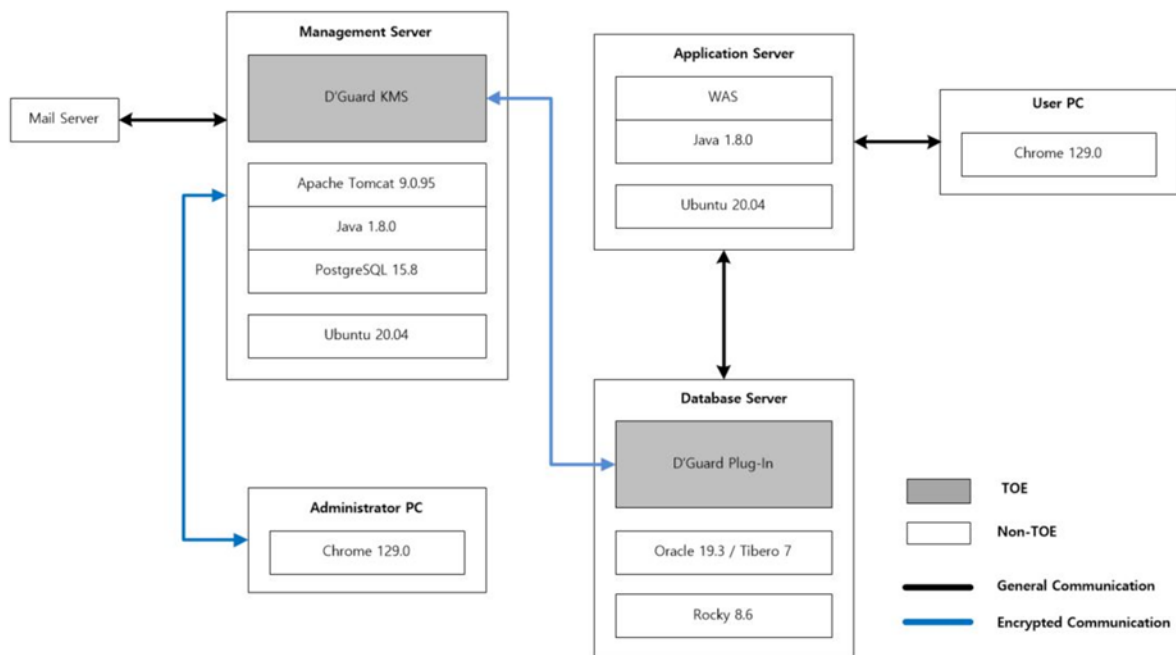 Management Server
D'Guard KMS
Apache Tomcat 9.0.95
Java 1.8.0
PostgreSQL 15.8
Ubuntu 20.04
Mail Server
Administrator PC
Chrome 129.0
Application Server
WAS
Java 1.8.0
Ubuntu 20.04
User PC
Chrome 129.0
Database Server
D'Guard Plug-In
Oracle 19.3 / Tibero 7
Rocky 8.6
TOE
Non-TOE
General Communication
Encrypted Communication